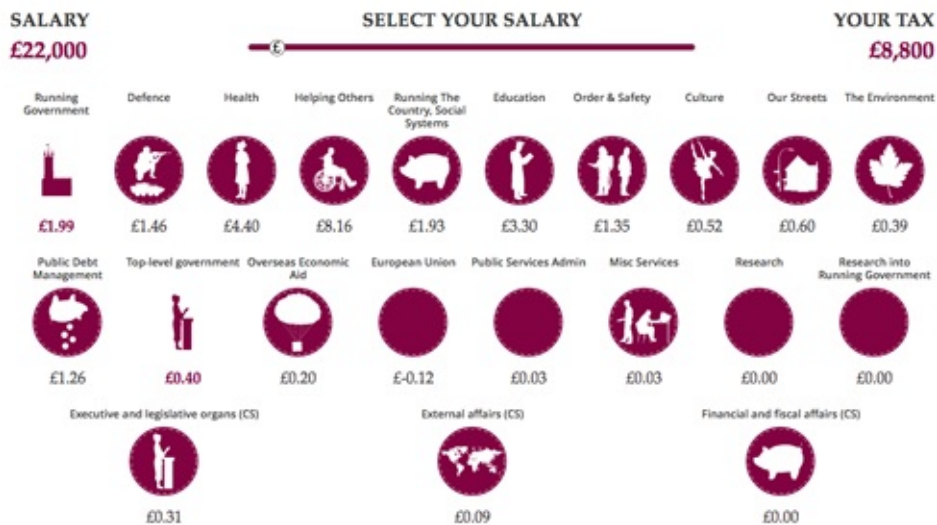 SALARY
SELECT YOUR SALARY
YOUR TAX
£22,000
£
£8,800
Running Government
Defence
Health
Helping Others
Running The Country, Social Systems
Education
Order & Safety
Culture
Our Streets
The Environment
£1.99
£1.46
£4.40
£8.16
£1.93
£3.30
£1.35
£0.52
£0.60
£0.39
Public Debt Management
Top-level government
Overseas Economic Aid
European Union
Public Services Admin
Misc Services
Research
Research into Running Government
£1.26
£0.40
£0.20
£-0.12
£0.03
£0.03
£0.00
£0.00
Executive and legislative organs (CS)
External affairs (CS)
Financial and fiscal affairs (CS)
£0.31
£0.09
£0.00